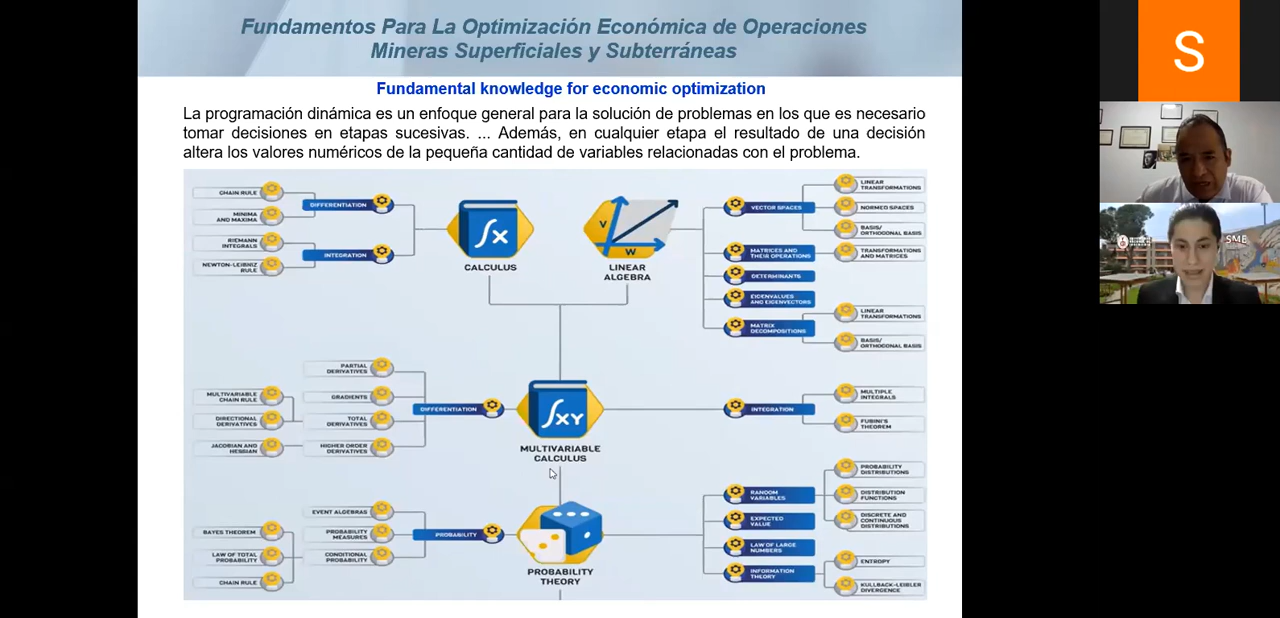 Fundamentos Para La Optimización Económica de Operaciones
Mineras Superficiales y Subterráneas
Fundamental knowledge for economic optimization
La programación dinámica es un enfoque general para la solución de problemas en los que es necesario
tomar decisiones en etapas sucesivas. ... Además, en cualquier etapa el resultado de una decisión
altera los valores numéricos de la pequeña cantidad de variables relacionadas con el problema.
CHAIN RULE
MINIMA
AND MAXIMA
DIFFERENTIATION
RIEMANN
INTEGRALS
NEWTON-LEIBNIZ
RULE
INTEGRATION
∫x
CALCULUS
V
W
LINEAR
ALGEBRA
VECTOR SPACES
LINEAR
TRANSFORMATIONS
NORMED SPACES
BASIS/
ORTHOGONAL BASIS
MATRICES AND
THEIR OPERATIONS
TRANSFORMATIONS
AND MATRICES
DETERMINANTS
EIGENVALUES
AND EIGENVECTORS
MATRIX
DECOMPOSITIONS
LINEAR
TRANSFORMATIONS
BASIS/
ORTHOGONAL BASIS
PARTIAL
DERIVATIVES
MULTIVARIABLE
CHAIN RULE
GRADIENTS
DIRECTIONAL
DERIVATIVES
TOTAL
DERIVATIVES
JACOBIAN AND
HESSIAN
HIGHER ORDER
DERIVATIVES
DIFFERENTIATION
∫XY
MULTIVARIABLE
CALCULUS
INTEGRATION
MULTIPLE
INTEGRALS
FUBINI'S
THEOREM
EVENT ALGEBRAS
BAYES THEOREM
PROBABILITY
MEASURES
LAW OF TOTAL
PROBABILITY
CONDITIONAL
PROBABILITY
CHAIN RULE
PROBABILITY
PROBABILITY
THEORY
RANDOM
VARIABLES
PROBABILITY
DISTRIBUTIONS
DISTRIBUTION
FUNCTIONS
DISCRETE AND
CONTINUOUS
DISTRIBUTIONS
EXPECTED
VALUE
LAW OF LARGE
NUMBERS
INFORMATION
THEORY
ENTROPY
KULLBACK-LEIBLER
DIVERGENCE
S
SME